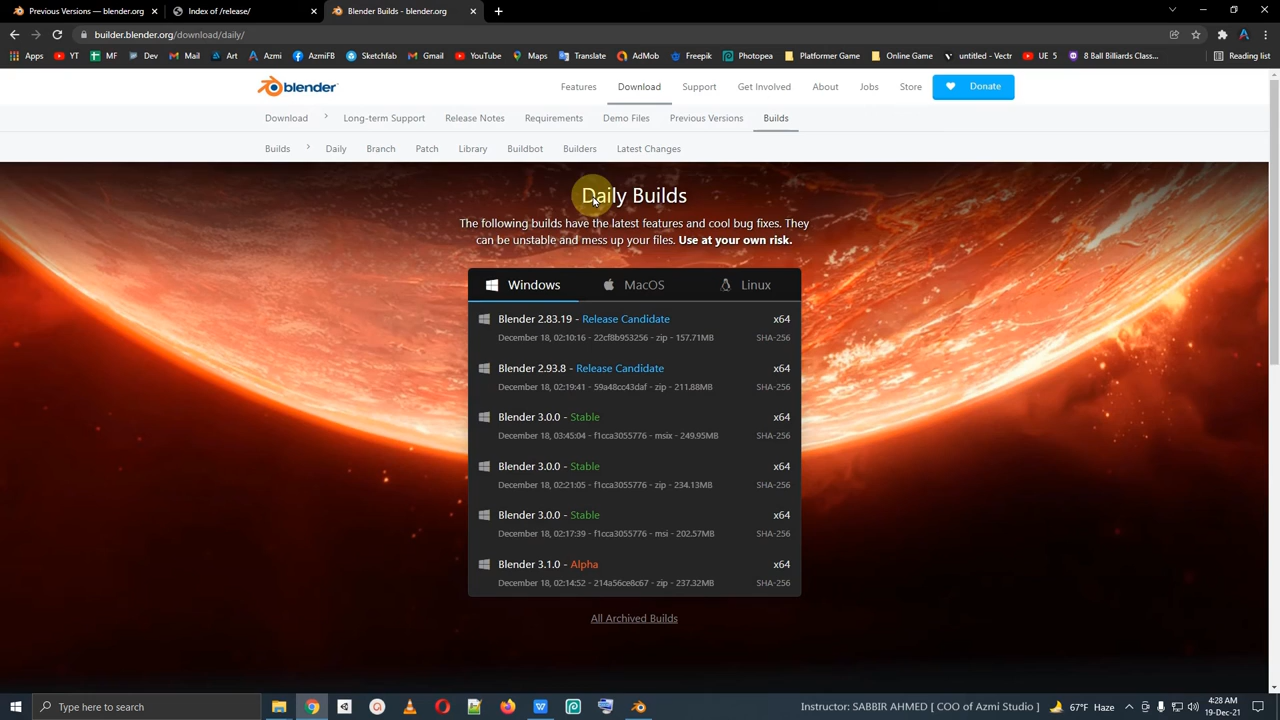 Previous Versions — blender.org
Index of /release/
Blender Builds - blender.org
builder.blender.org/download/daily/
Apps
YT
MF
Dev
Mail
Art
Azmi
AzmiFB
Sketchfab
Gmail
YouTube
Maps
Translate
AdMob
Freepik
Photopea
Platformer Game
Online Game
untitled - Vectr
UE 5
8 Ball Billiards Class...
Reading list
blender
Features
Download
Support
Get Involved
About
Jobs
Store
Donate
Download
Long-term Support
Release Notes
Requirements
Demo Files
Previous Versions
Builds
Builds
Daily
Branch
Patch
Library
Buildbot
Builders
Latest Changes
Daily Builds
The following builds have the latest features and cool bug fixes. They
can be unstable and mess up your files. Use at your own risk.
Windows
MacOS
Linux
Blender 2.83.19 - Release Candidate x64
December 18, 02:10:16 - 22cf8b953256 - zip - 157.71MB SHA-256
Blender 2.93.8 - Release Candidate x64
December 18, 02:19:41 - 59a48cc43daf - zip - 211.88MB SHA-256
Blender 3.0.0 - Stable x64
December 18, 03:45:04 - f1cca3055776 - msix - 249.95MB SHA-256
Blender 3.0.0 - Stable x64
December 18, 02:21:05 - f1cca3055776 - zip - 234.13MB SHA-256
Blender 3.0.0 - Stable x64
December 18, 02:17:39 - f1cca3055776 - msi - 202.57MB SHA-256
Blender 3.1.0 - Alpha x64
December 18, 02:14:52 - 214a56ce8c67 - zip - 237.32MB SHA-256
All Archived Builds
Type here to search
Instructor: SABBIR AHMED [ COO of Azmi Studio ]
67°F Haze
4:28 AM
19-Dec-21